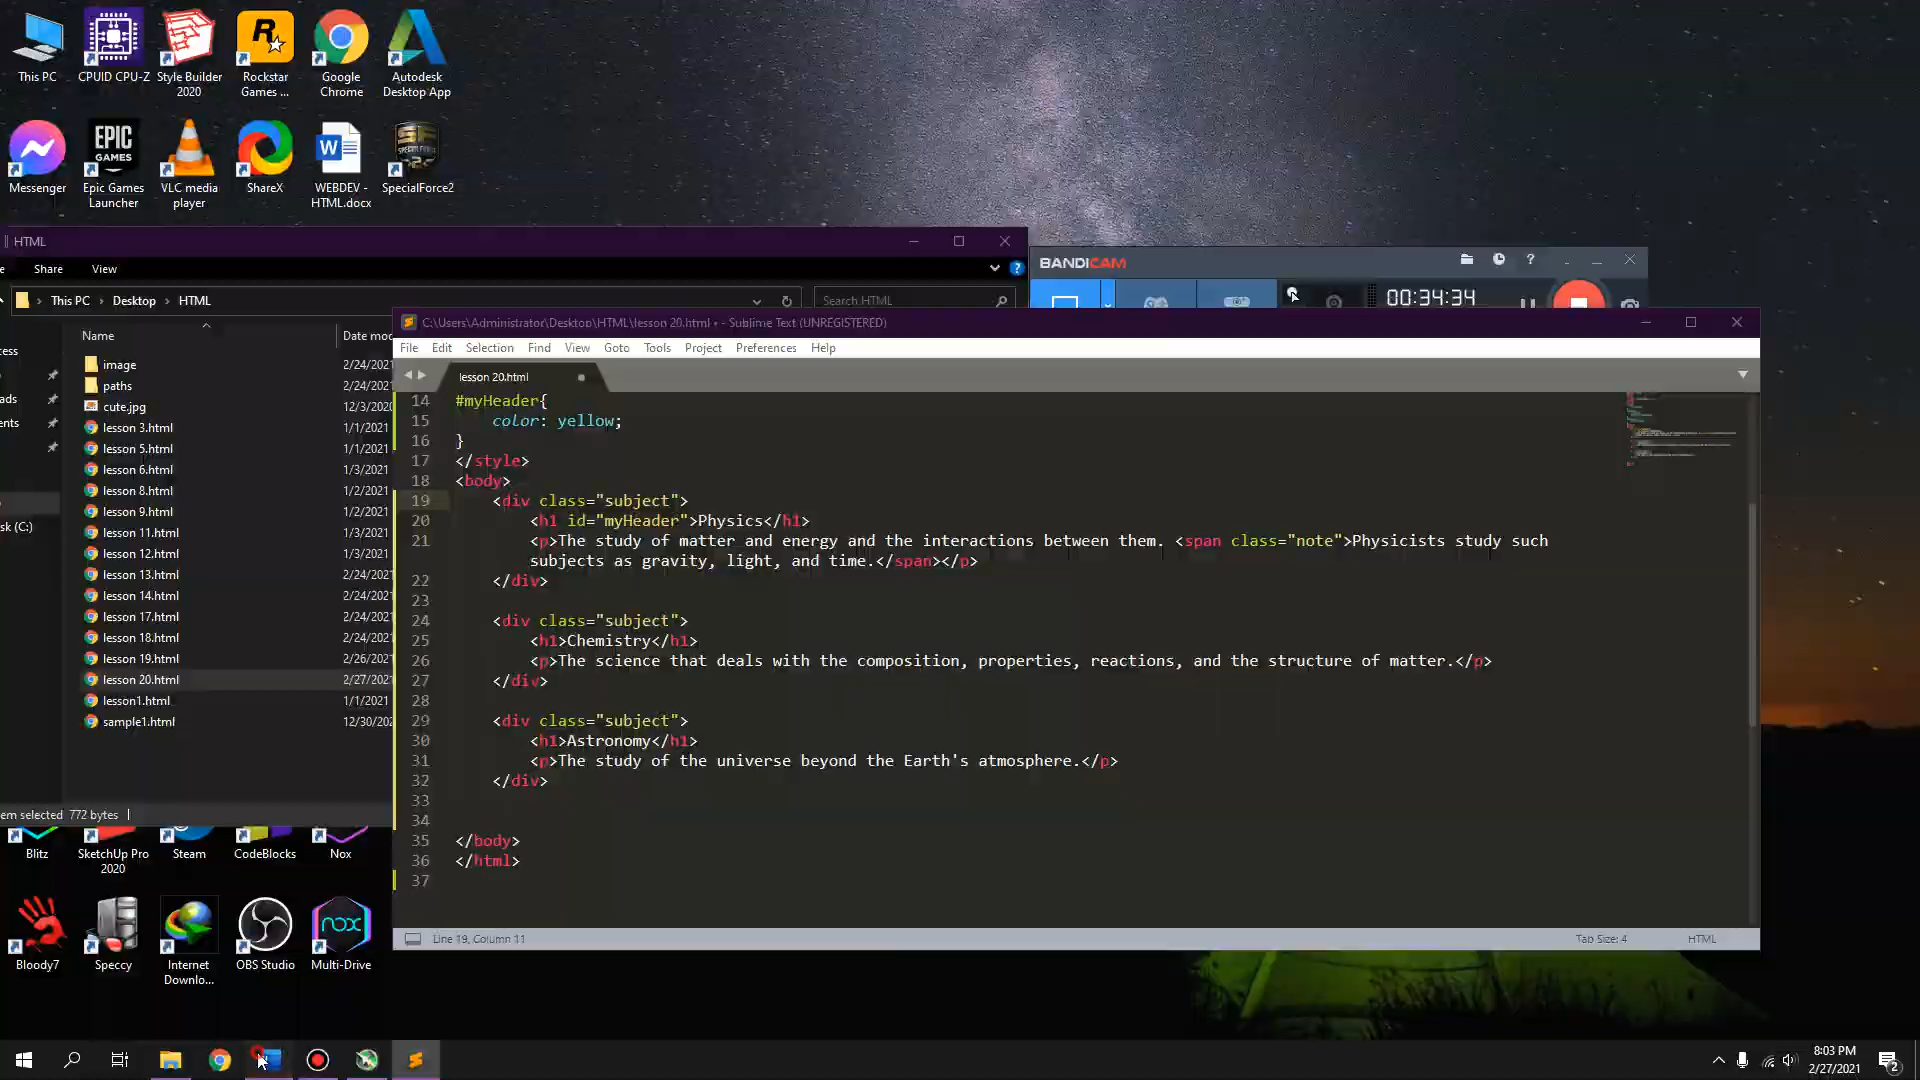 This PC
CPUID CPU-Z
Style Builder 2020
Rockstar Games ...
Google Chrome
Autodesk Desktop App
Messenger
Epic Games Launcher
VLC media player
ShareX
WEBDEV - HTML.docx
SpecialForce2
HTML
Share View
This PC > Desktop > HTML
Search HTML
Name Date mod
image 2/24/2021
paths 2/24/2021
cute.jpg 12/3/2020
lesson 3.html 1/1/2021
lesson 5.html 1/1/2021
lesson 6.html 1/3/2021
lesson 8.html 1/2/2021
lesson 9.html 1/2/2021
lesson 11.html 1/3/2021
lesson 12.html 1/3/2021
lesson 13.html 2/24/2021
lesson 14.html 2/24/2021
lesson 17.html 2/24/2021
lesson 18.html 2/24/2021
lesson 19.html 2/26/2021
lesson 20.html 2/27/2021
lesson1.html 1/1/2021
sample1.html 12/30/202
em selected 772 bytes
BANDICAM
00:34:34
C:\Users\Administrator\Desktop\HTML\lesson 20.html • - Sublime Text (UNREGISTERED)
File Edit Selection Find View Goto Tools Project Preferences Help
lesson 20.html
14 #myHeader{
15 color: yellow;
16 }
17 </style>
18 <body>
19 <div class="subject">
20 <h1 id="myHeader">Physics</h1>
21 <p>The study of matter and energy and the interactions between them. <span class="note">Physicists study such
subjects as gravity, light, and time.</span></p>
22 </div>
23
24 <div class="subject">
25 <h1>Chemistry</h1>
26 <p>The science that deals with the composition, properties, reactions, and the structure of matter.</p>
27 </div>
28
29 <div class="subject">
30 <h1>Astronomy</h1>
31 <p>The study of the universe beyond the Earth's atmosphere.</p>
32 </div>
33
34
35 </body>
36 </html>
37
Line 19, Column 11
Tab Size: 4
HTML
Blitz
SketchUp Pro 2020
Steam
CodeBlocks
Nox
Bloody7
Speccy
Internet Downlo...
OBS Studio
Multi-Drive
8:03 PM
2/27/2021
2